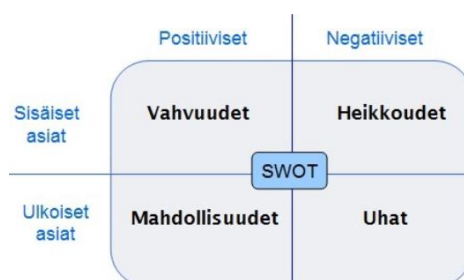 Positiiviset Negatiiviset
Sisäiset
asiat
Vahvuudet Heikkoudet
SWOT
Ulkoiset
asiat
Mahdollisuudet Uhat